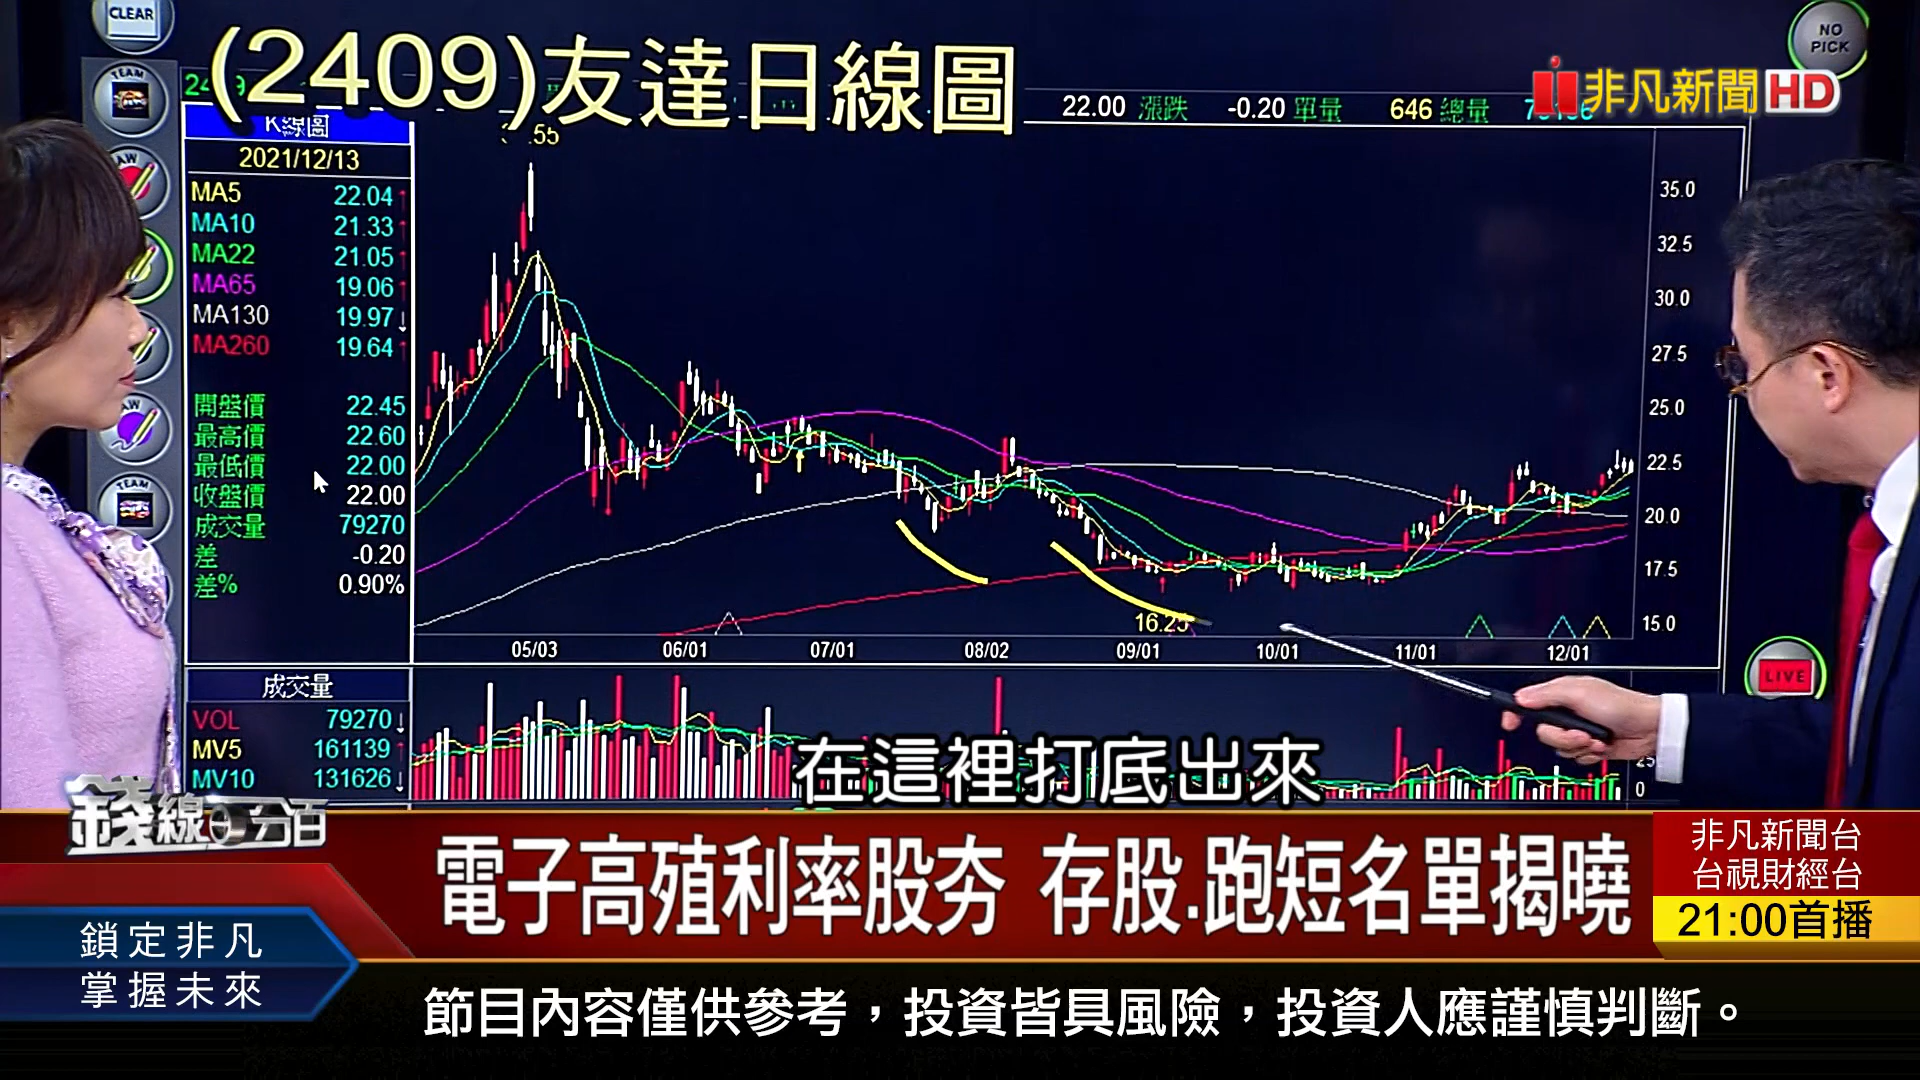 CLEAR
NO
PICK
TEAM
(2409)友達日線圖
22.00 漲跌 -0.20 單量 646 總量
非凡新聞HD
K線圖
2021/12/13
MA5 22.04↑
MA10 21.33↑
MA22 21.05↑
MA65 19.06↑
MA130 19.97↓
MA260 19.64↑
開盤價 22.45
最高價 22.60
最低價 22.00
收盤價 22.00
成交量 79270
差 -0.20
差% 0.90%
TEAM
35.0
32.5
30.0
27.5
25.0
22.5
20.0
17.5
15.0
16.25
05/03 06/01 07/01 08/02 09/01 10/01 11/01 12/01
LIVE
成交量
VOL 79270↓
MV5 161139↑
MV10 131626↓
0
在這裡打底出來
錢線百分百
電子高殖利率股夯 存股.跑短名單揭曉
非凡新聞台
台視財經台
21:00首播
鎖定非凡
掌握未來
節目內容僅供參考，投資皆具風險，投資人應謹慎判斷。